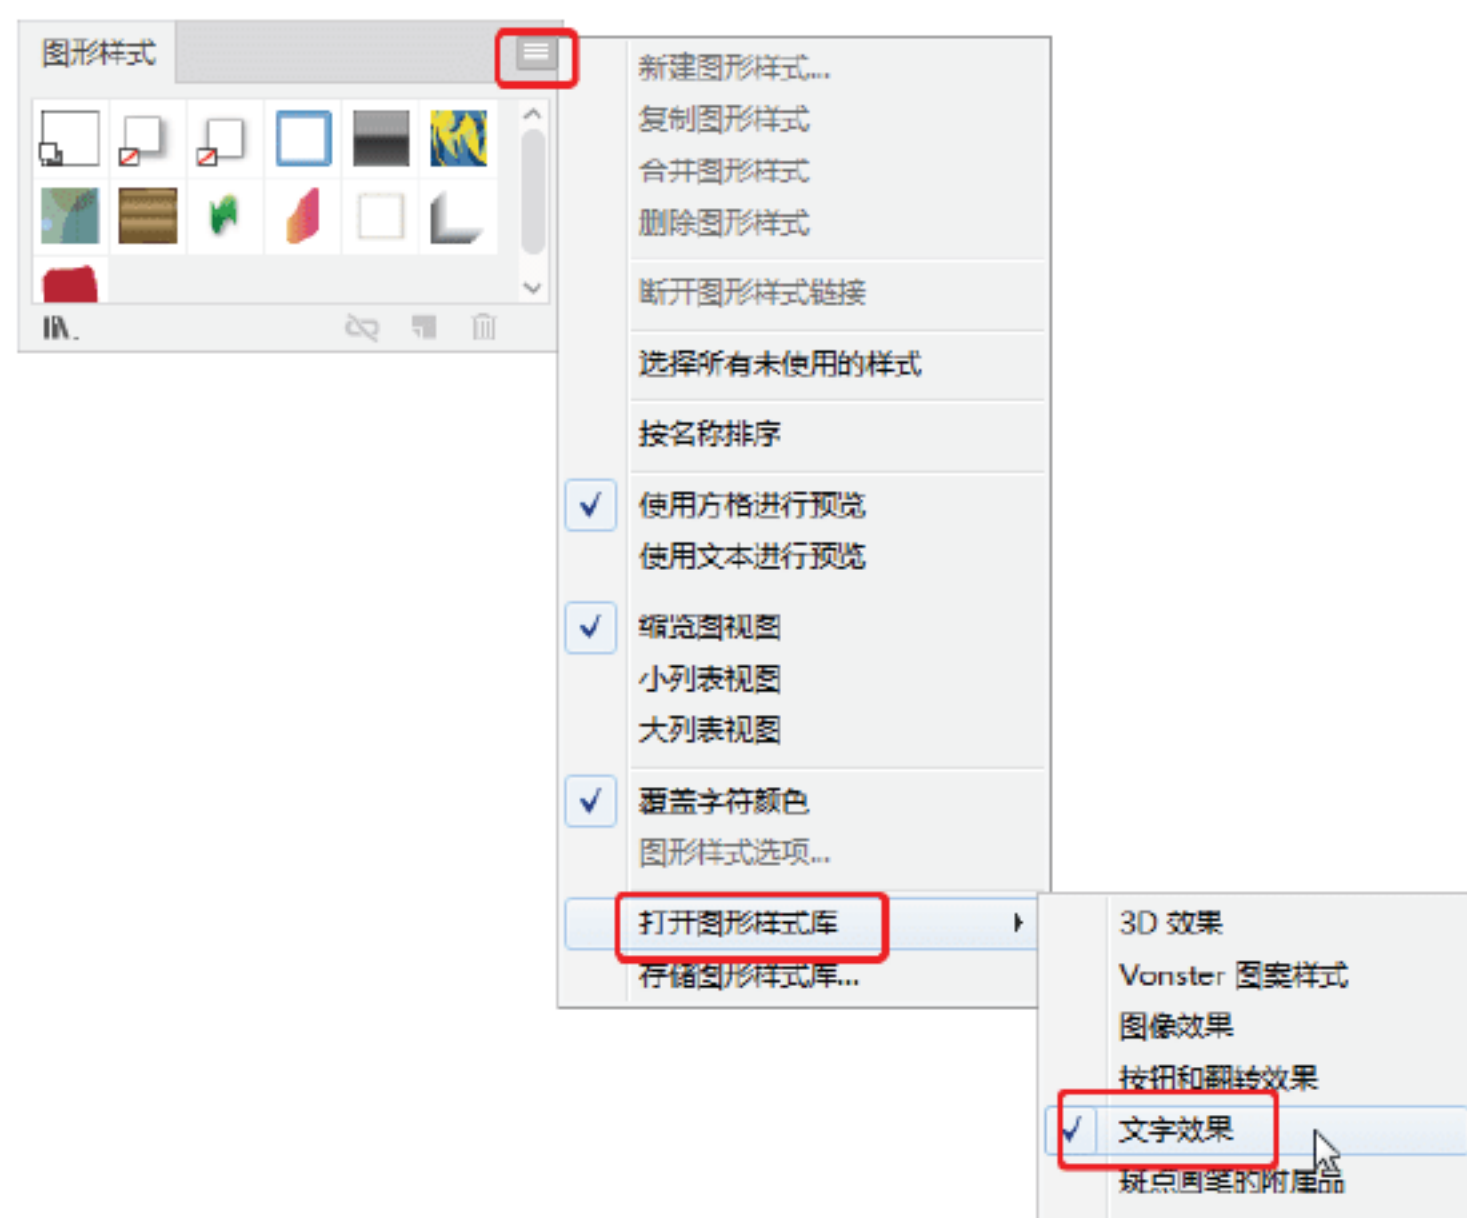 图形样式
新建图形样式...
复制图形样式
合并图形样式
删除图形样式
断开图形样式链接
选择所有未使用的样式
按名称排序
使用方格进行预览
使用文本进行预览
缩览图视图
小列表视图
大列表视图
覆盖字符颜色
图形样式选项...
打开图形样式库
存储图形样式库...
3D 效果
Vonster 图案样式
图像效果
按钮和翻转效果
文字效果
斑点画笔的附属品